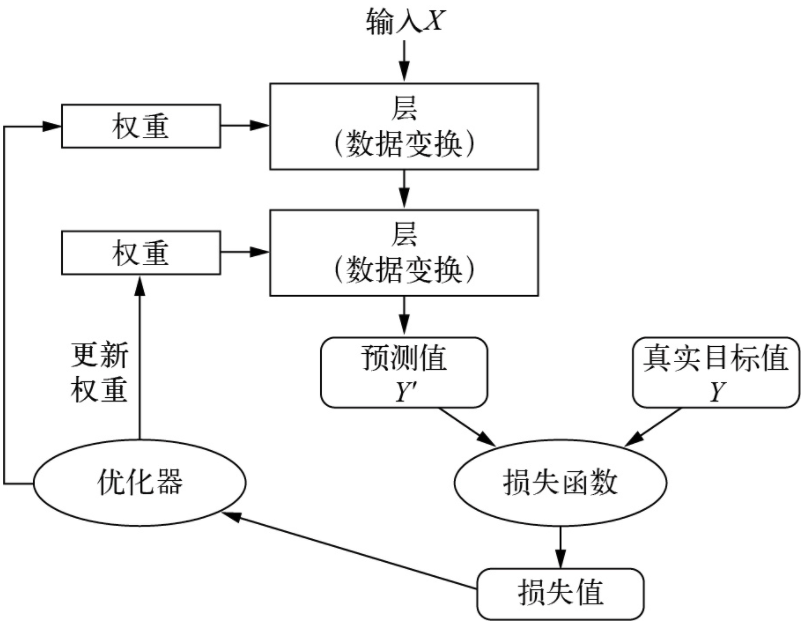 输入X
权重
层
（数据变换）
权重
层
（数据变换）
更新
权重
预测值
Y′
真实目标值
Y
优化器
损失函数
损失值